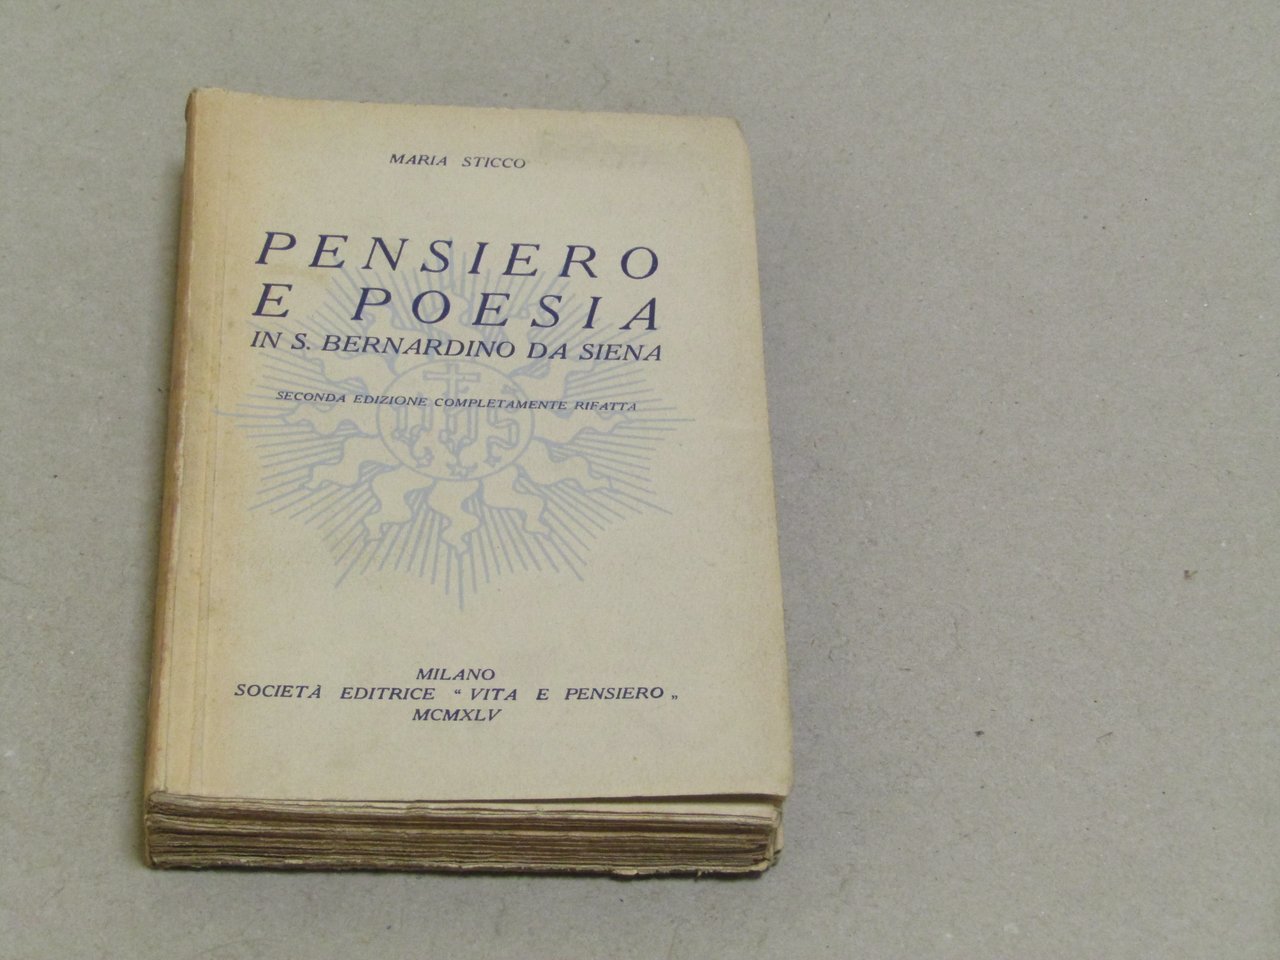 MARIA STICCO
PENSIERO
E POESIA
IN S. BERNARDINO DA SIENA
SECONDA EDIZIONE COMPLETAMENTE RIFATTA
MILANO
SOCIETÀ EDITRICE “ VITA E PENSIERO „
MCMXLV